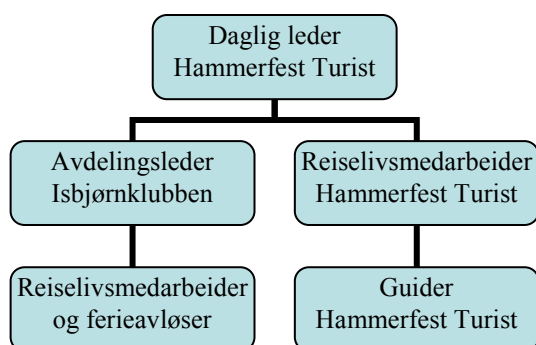 Daglig leder
Hammerfest Turist
Avdelingsleder
Isbjørnklubben
Reiselivsmedarbeider
Hammerfest Turist
Reiselivsmedarbeider
og ferieavløser
Guider
Hammerfest Turist